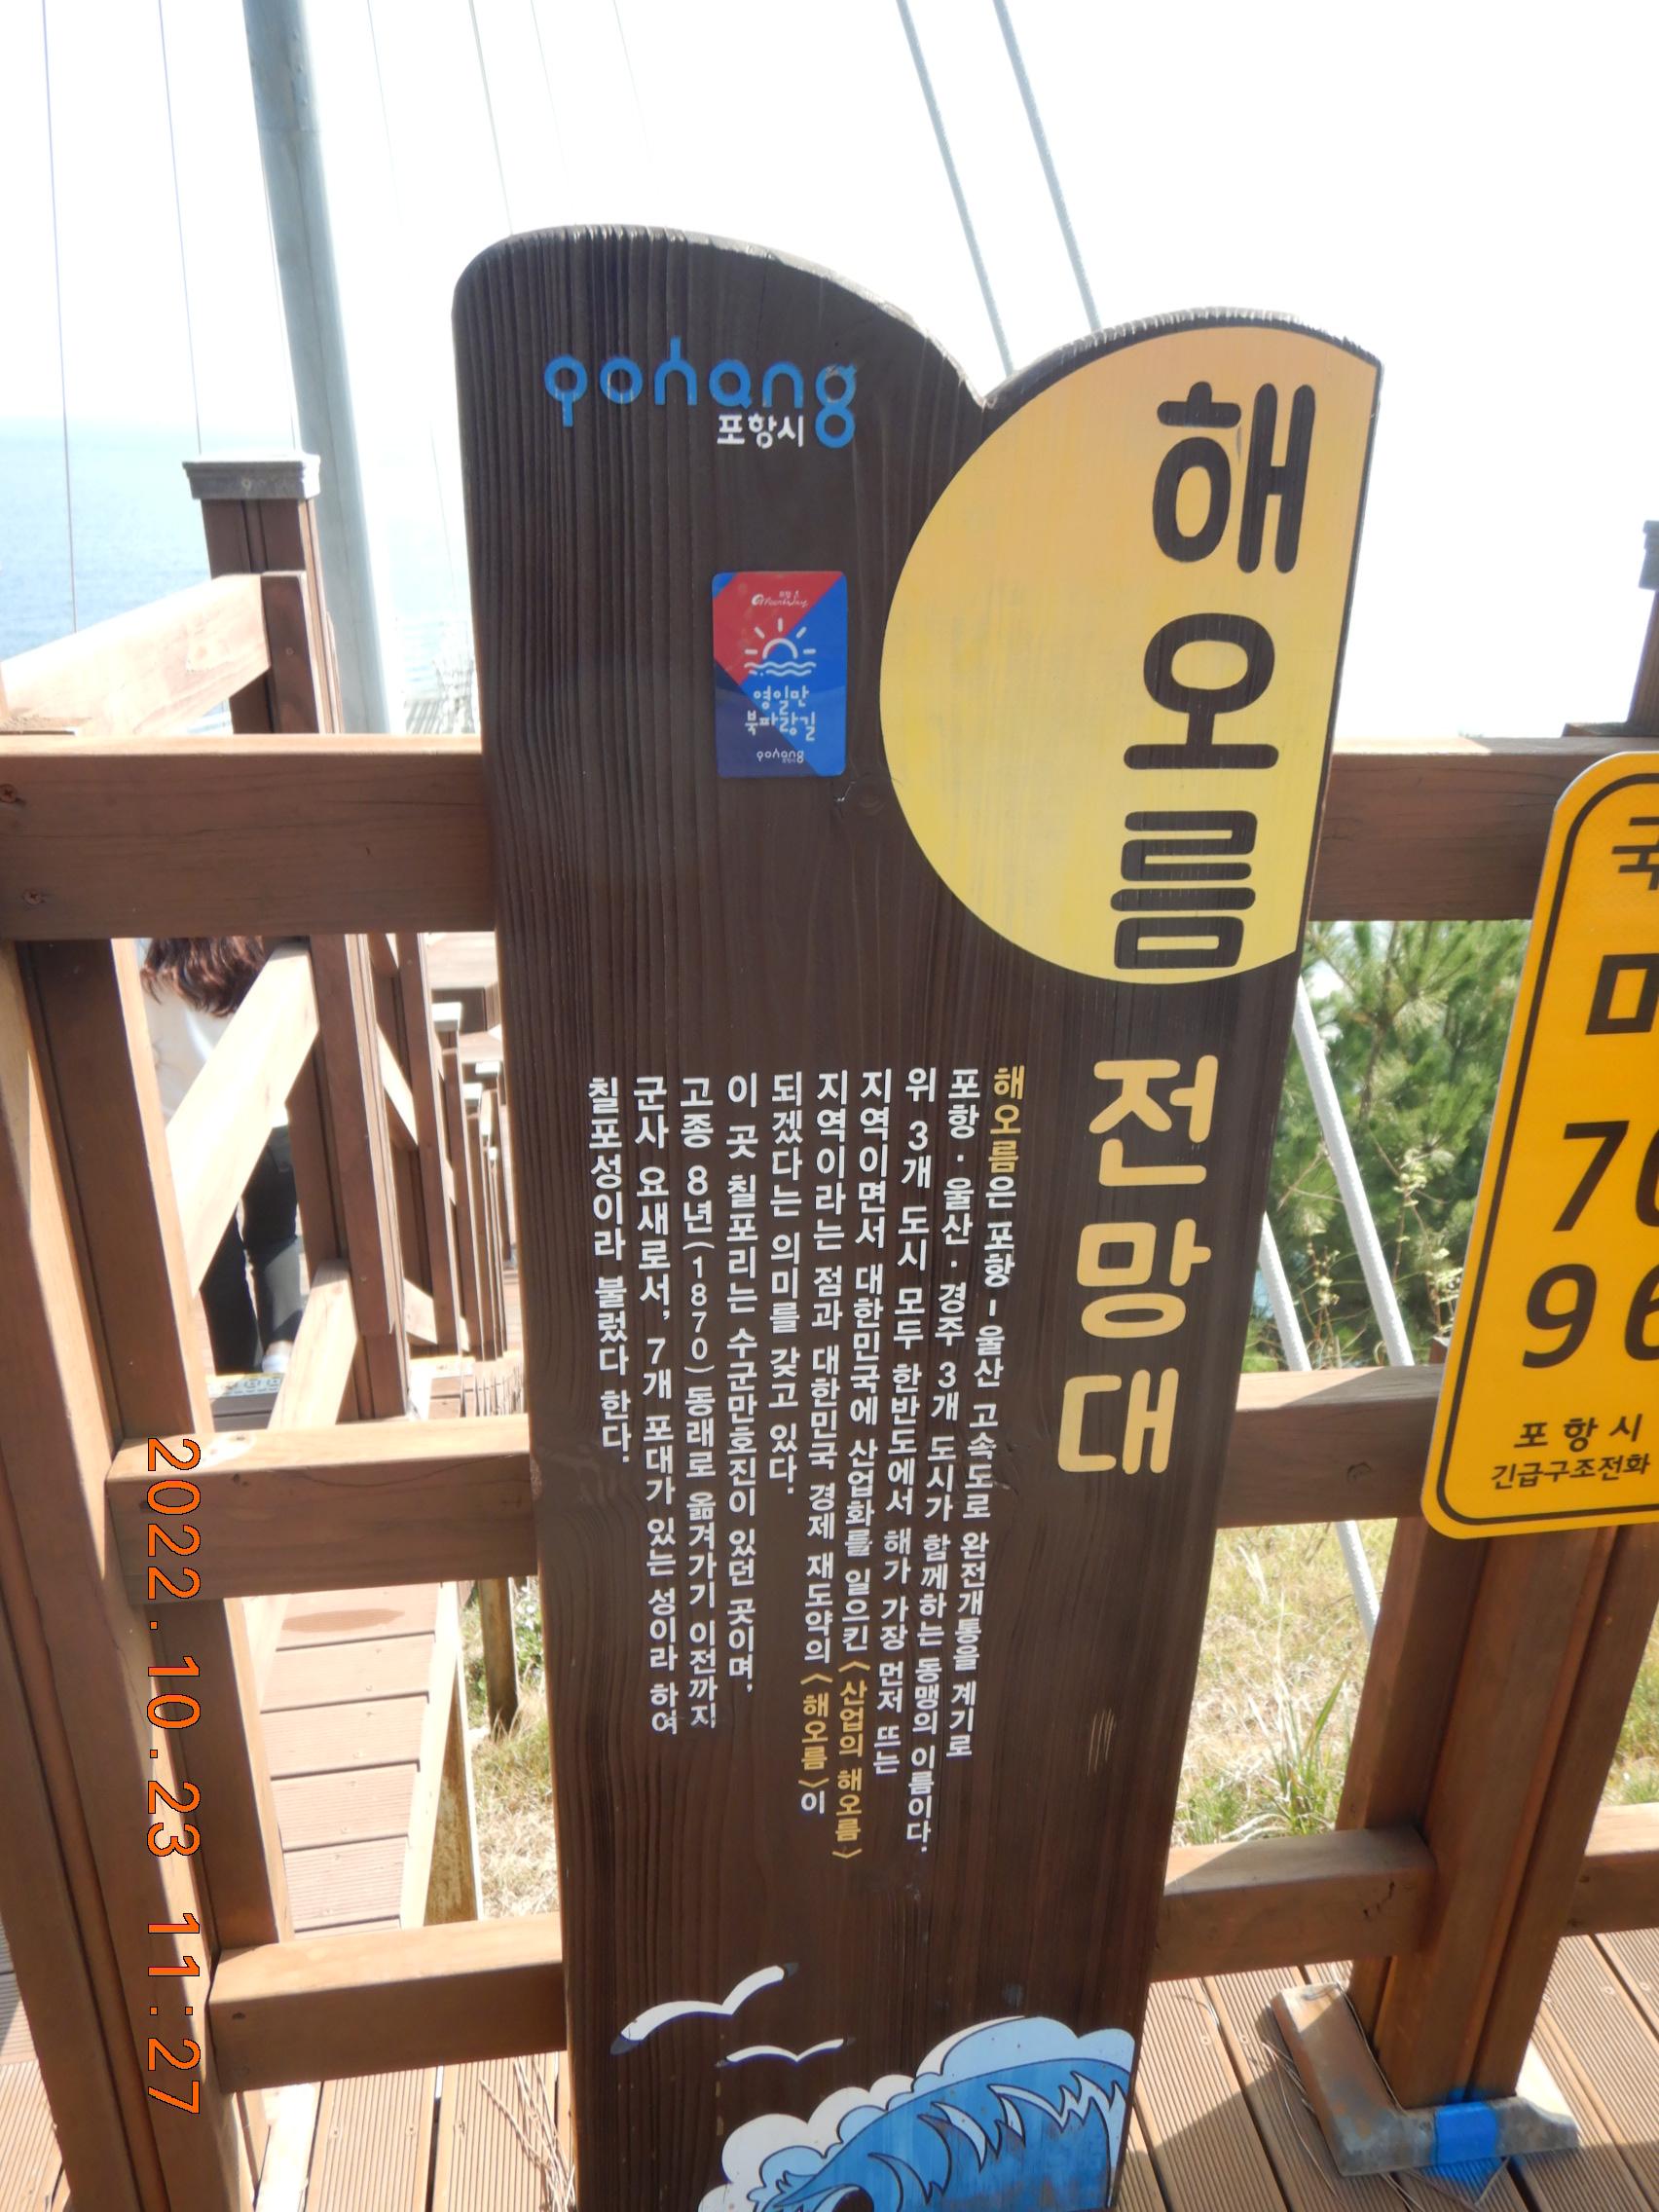 pohang
포항시
해오름 전망대
영일만
북파랑길
pohang
해오름은 포항-울산 고속도로 완전개통을 계기로
포항·울산·경주 3개 도시가 함께하는 동맹의 이름이다.
위 3개 도시 모두 한반도에서 해가 가장 먼저 뜨는
지역이면서 대한민국에 산업화를 일으킨 <산업의 해오름>
지역이라는 점과 대한민국 경제 재도약의 <해오름>이
되겠다는 의미를 갖고 있다.
이 곳 칠포리는 수군만호진이 있던 곳이며,
고종 8년(1870) 동래로 옮겨가기 이전까지
군사 요새로서, 7개 포대가 있는 성이라 하여
칠포성이라 불렀다 한다.
포항시
긴급구조전화
2022.10.23 11:27